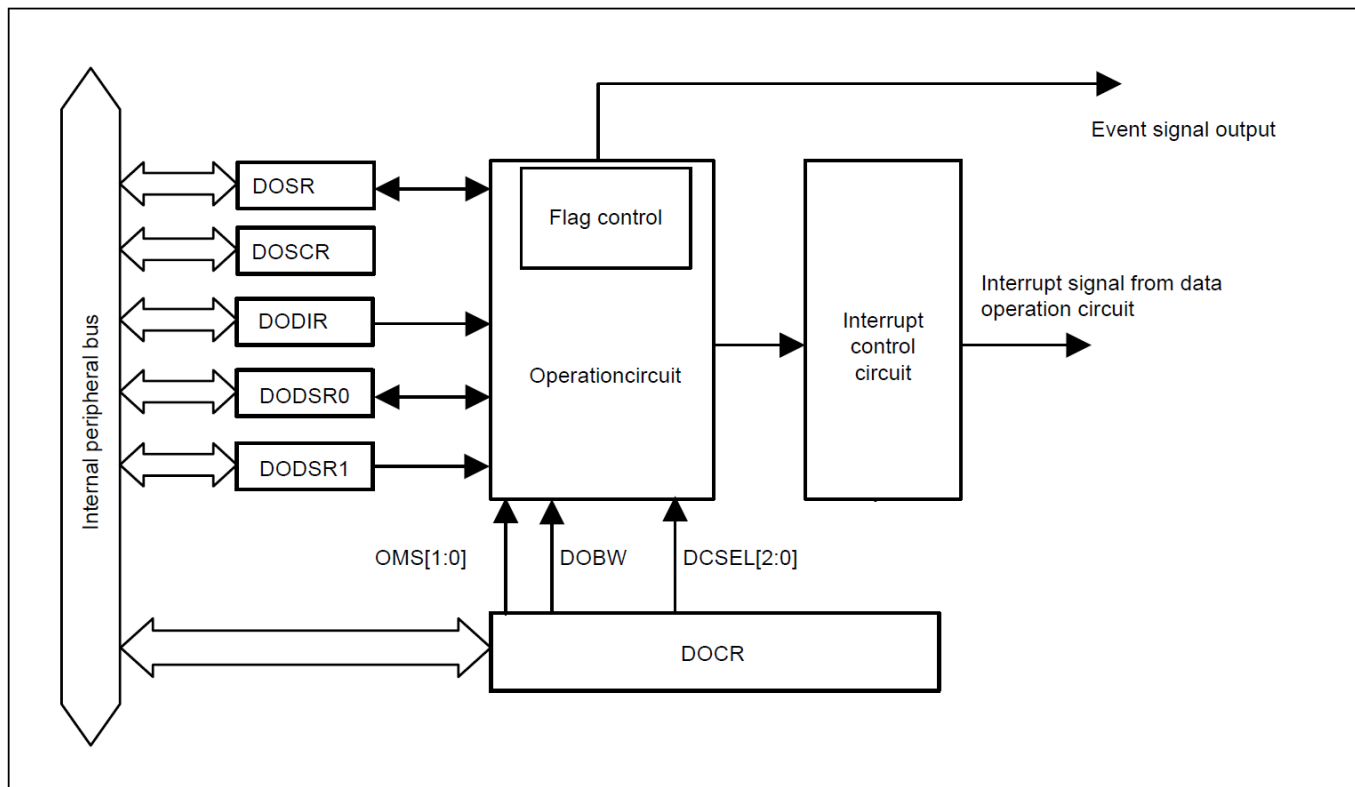 Event signal output
DOSR
Flag control
DOSCR
Interrupt signal from data
operation circuit
DODIR
Interrupt
control
circuit
Operationcircuit
DODSR0
DODSR1
Internal peripheral bus
OMS[1:0]
DOBW
DCSEL[2:0]
DOCR